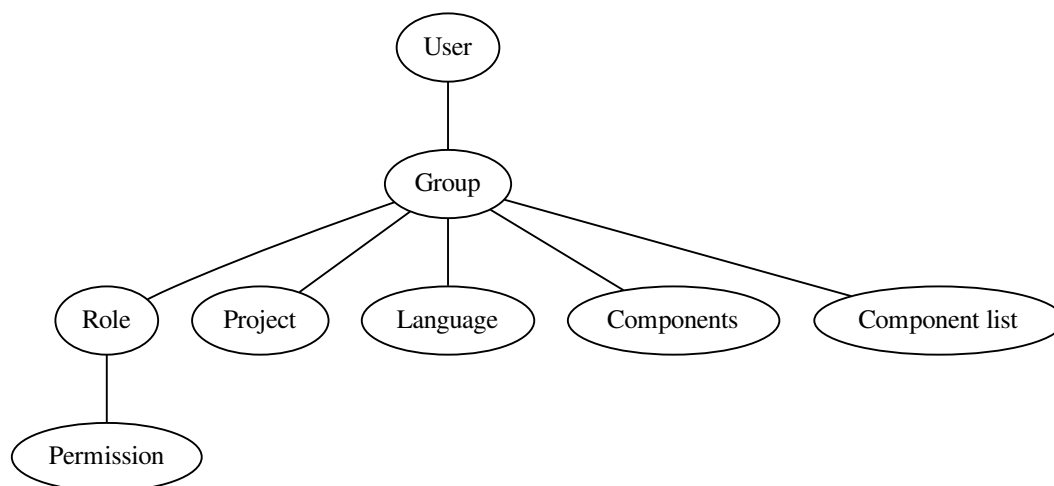 User
Group
Role
Project
Language
Components
Component list
Permission